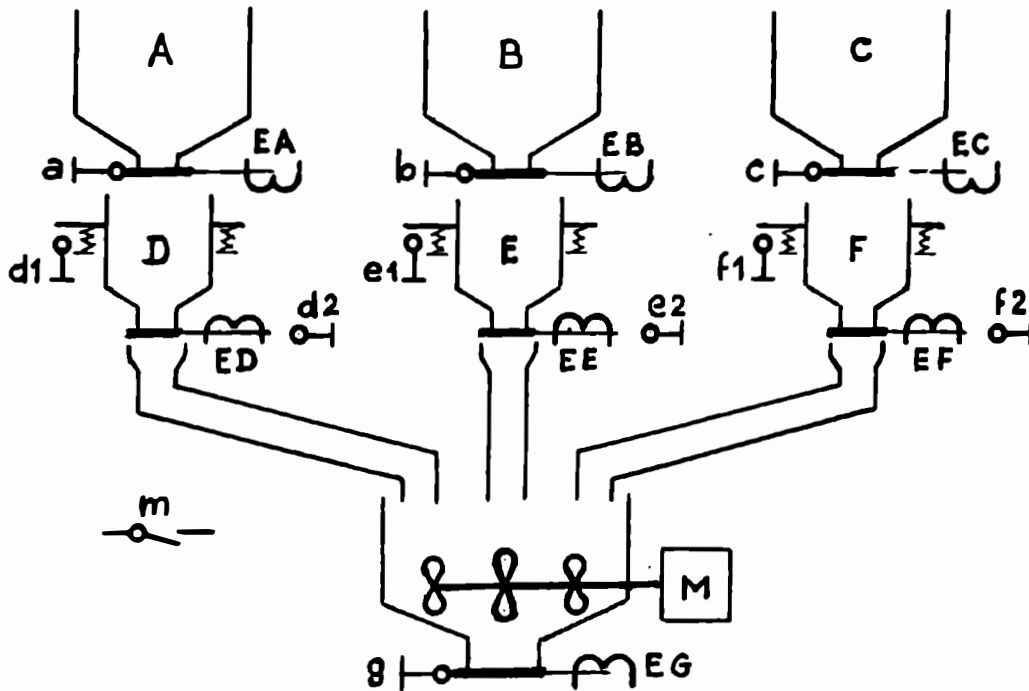 A B C
a EA b EB c EC
d1 D e1 E f1 F
d2 e2 f2
ED EE EF
m
M
g EG